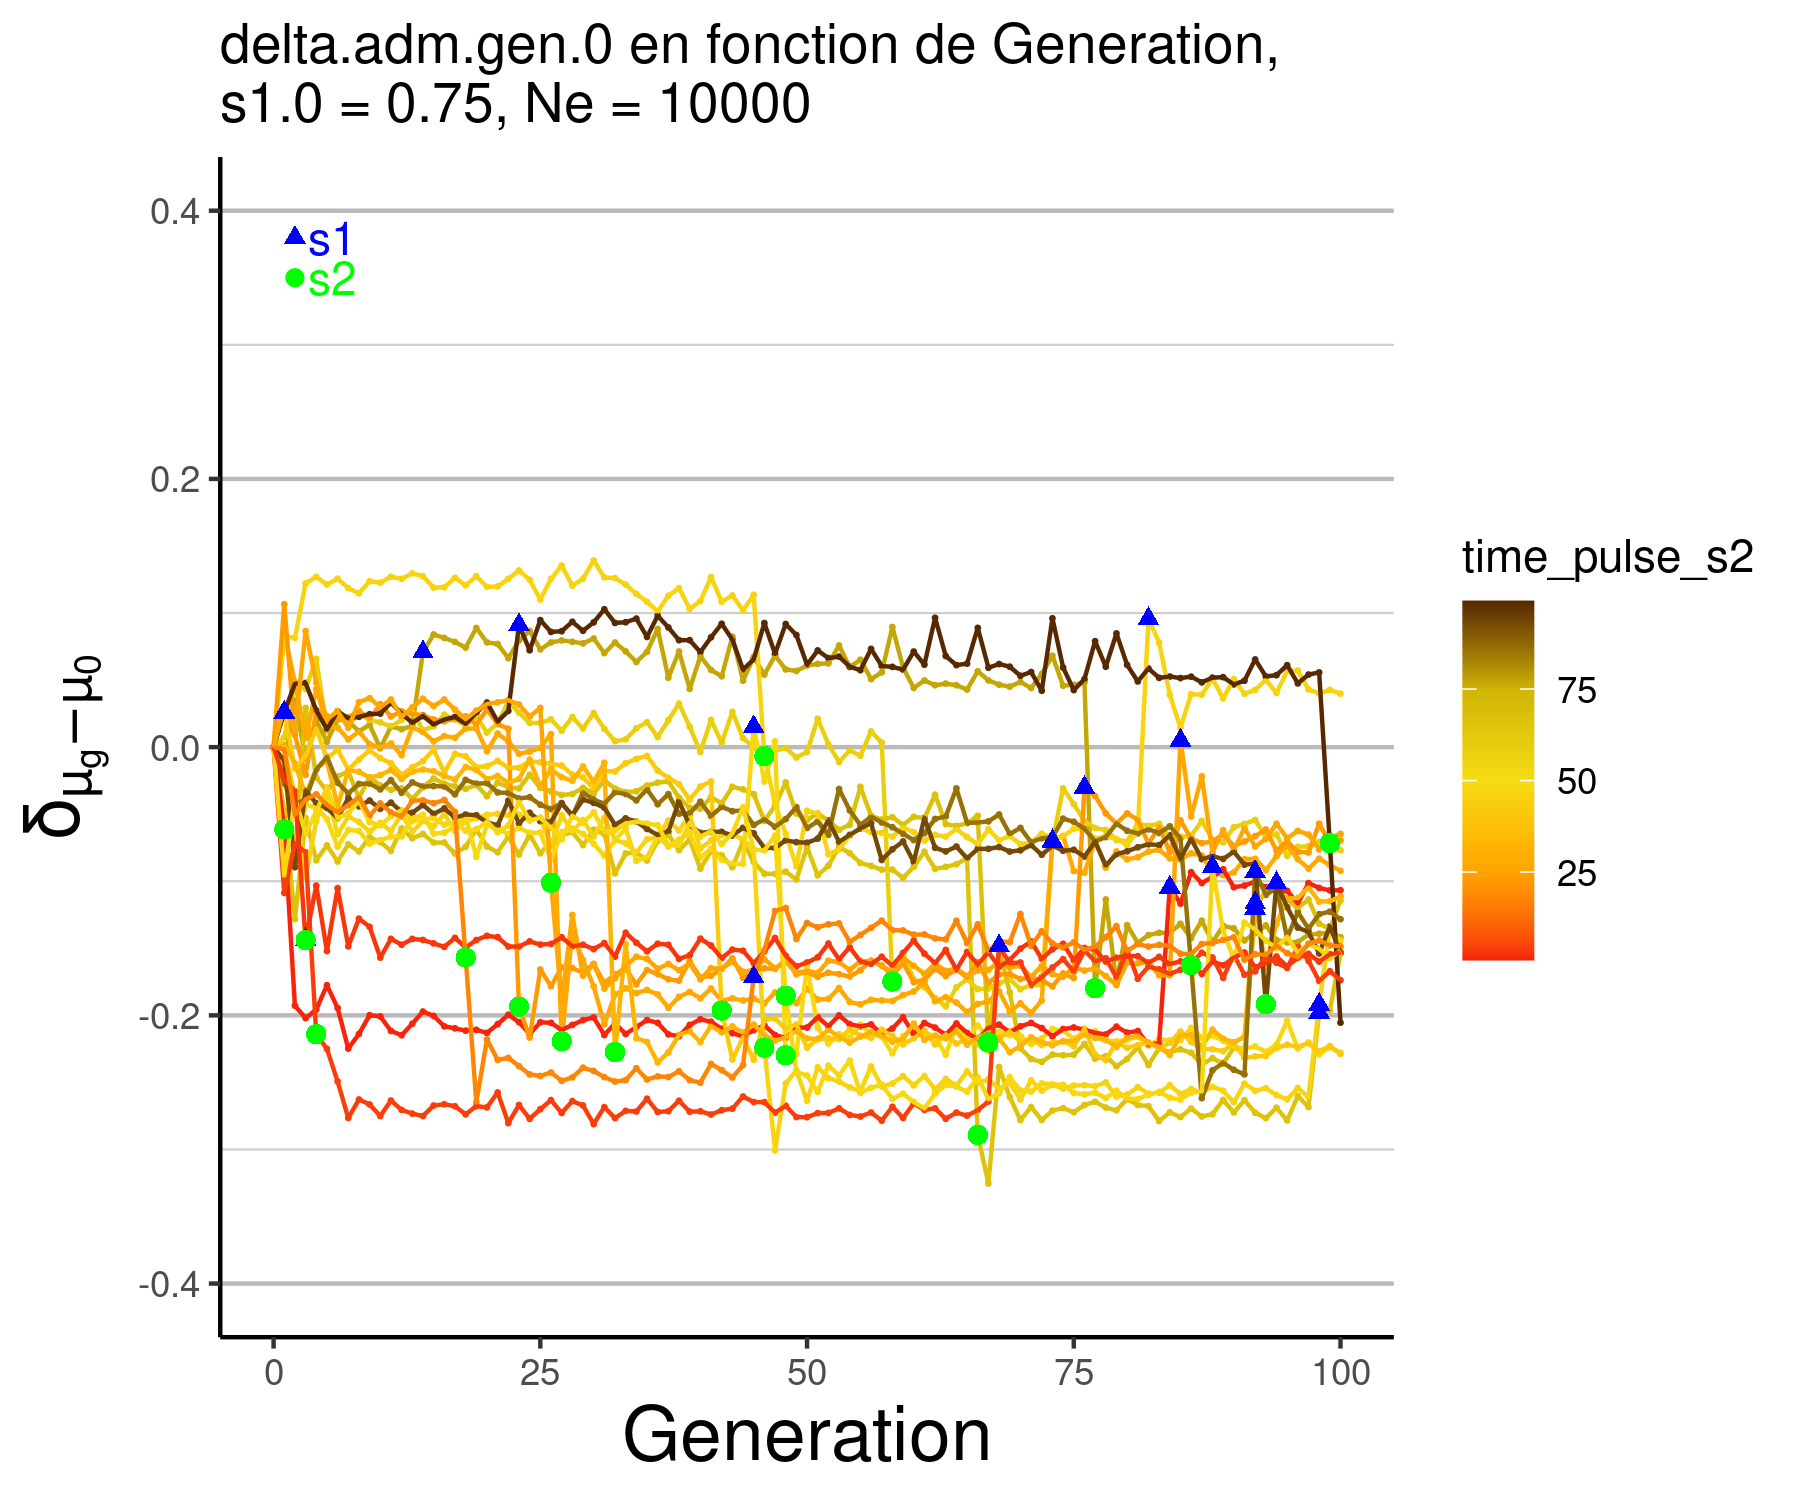 delta.adm.gen.0 en fonction de Generation,
s1.0 = 0.75, Ne = 10000
0.4
s1
s2
0.2
time_pulse_s2
75
0.0
50
δμg−μ0
25
-0.2
-0.4
0 25 50 75 100
Generation